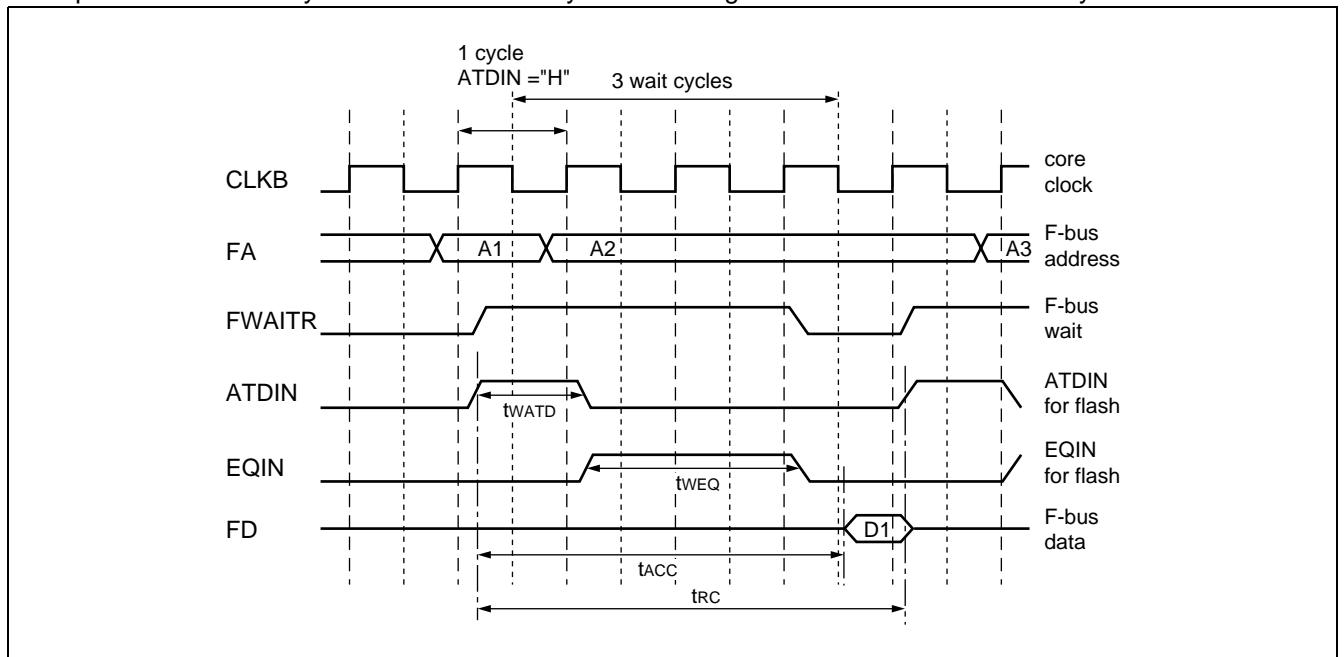 1 cycle
ATDIN ="H"
3 wait cycles
CLKB
core
clock
FA
A1
A2
A3
F-bus
address
FWAITR
F-bus
wait
ATDIN
tWATD
ATDIN
for flash
EQIN
tWEQ
EQIN
for flash
FD
D1
F-bus
data
tACC
tRC